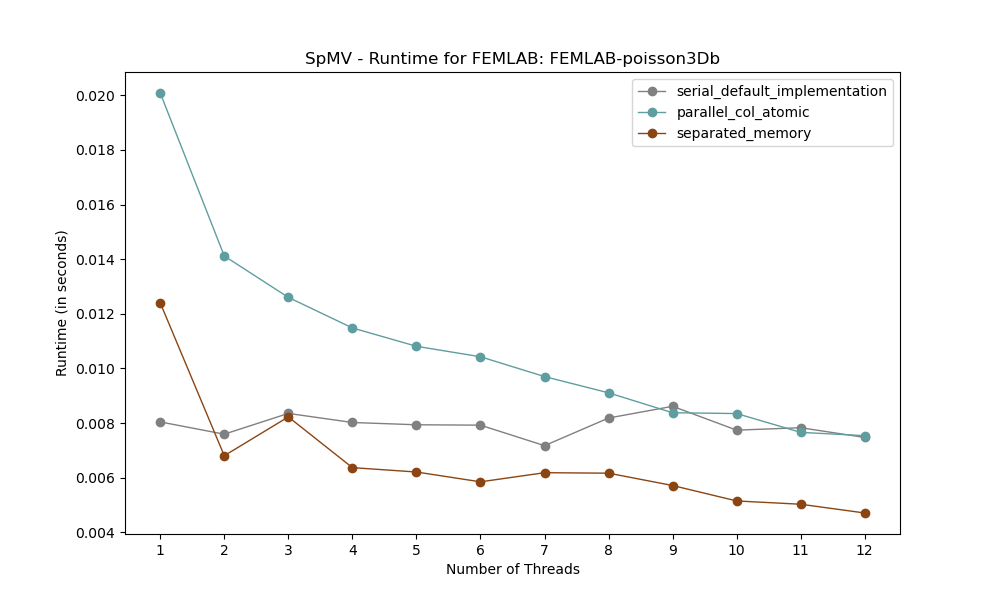 SpMV - Runtime for FEMLAB: FEMLAB-poisson3Db
serial_default_implementation
parallel_col_atomic
separated_memory
Runtime (in seconds)
0.020
0.018
0.016
0.014
0.012
0.010
0.008
0.006
0.004
1 2 3 4 5 6 7 8 9 10 11 12
Number of Threads